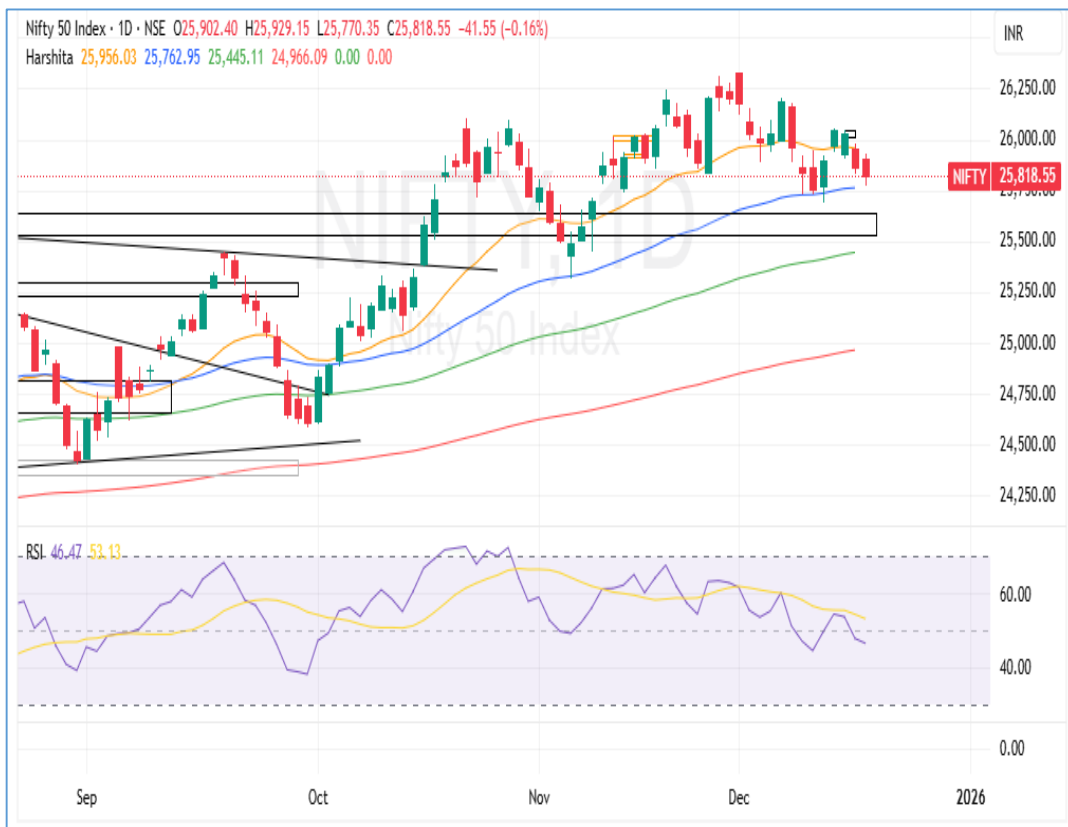 Nifty 50 Index · 1D · NSE O25,902.40 H25,929.15 L25,770.35 C25,818.55 −41.55 (−0.16%)
INR
Harshita 25,956.03 25,762.95 25,445.11 24,966.09 0.00 0.00
26,250.00
26,000.00
NIFTY 25,818.55
25,750.00
NIFTY, 1D
25,500.00
25,250.00
Nifty 50 Index
25,000.00
24,750.00
24,500.00
24,250.00
RSI 46.47 53.13
60.00
40.00
0.00
Sep Oct Nov Dec 2026